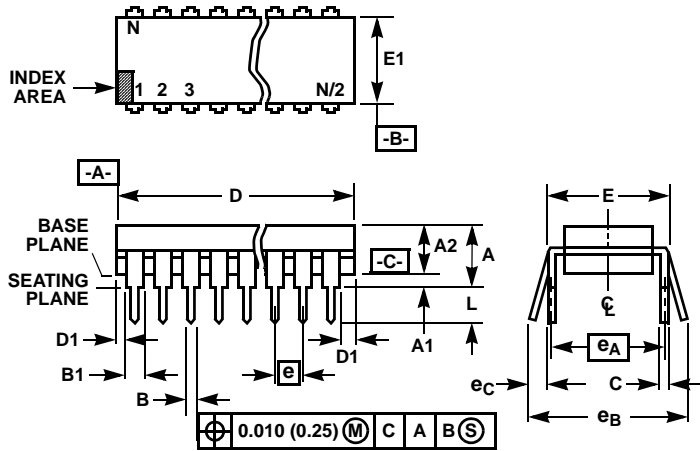 N
E1
INDEX
AREA
1 2 3 N/2
-B-
-A-
D
E
BASE
PLANE
A2
A
-C-
SEATING
PLANE
L
C
L
D1
A1
D1
e
eA
B1
eC
C
B
eB
0.010 (0.25) M C A B S